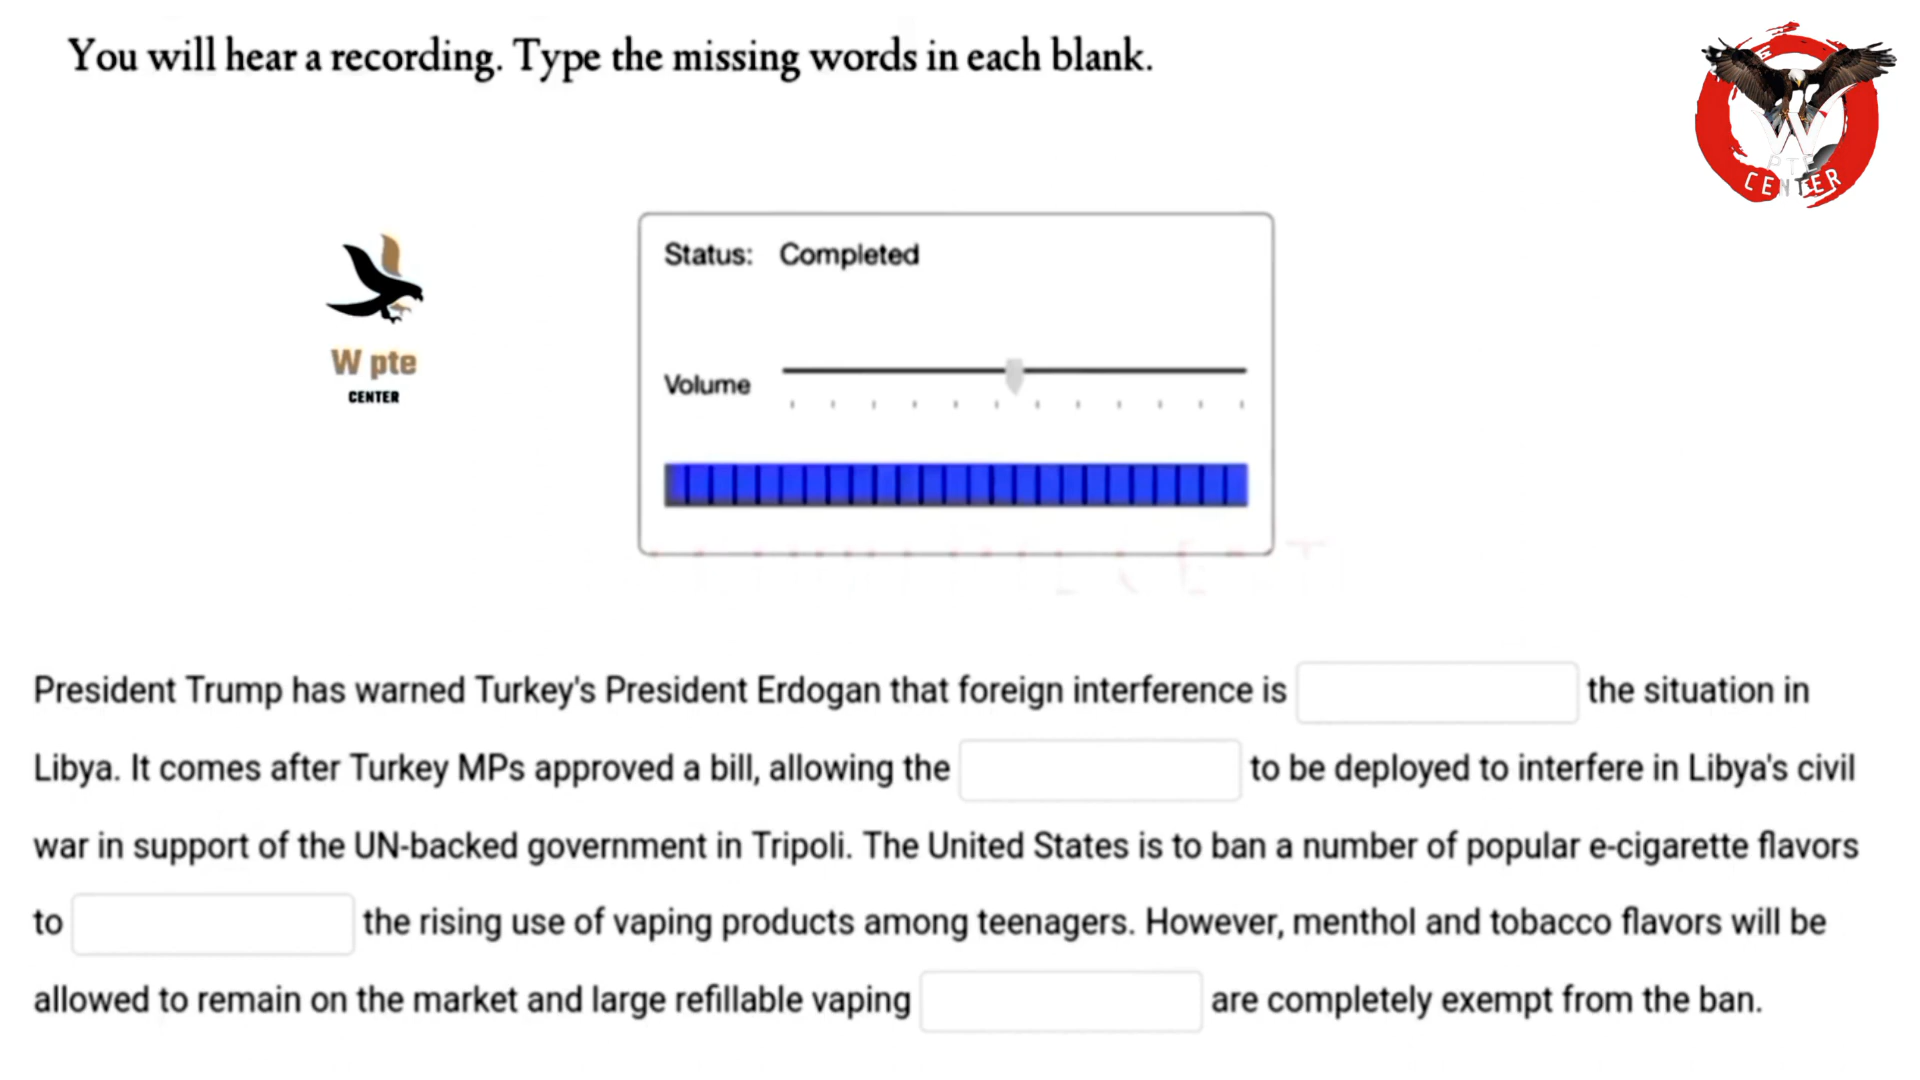 You will hear a recording. Type the missing words in each blank.
W
PTE
CENTER
Status: Completed
W pte
CENTER
Volume
President Trump has warned Turkey's President Erdogan that foreign interference is the situation in
Libya. It comes after Turkey MPs approved a bill, allowing the to be deployed to interfere in Libya's civil
war in support of the UN-backed government in Tripoli. The United States is to ban a number of popular e-cigarette flavors
to the rising use of vaping products among teenagers. However, menthol and tobacco flavors will be
allowed to remain on the market and large refillable vaping are completely exempt from the ban.